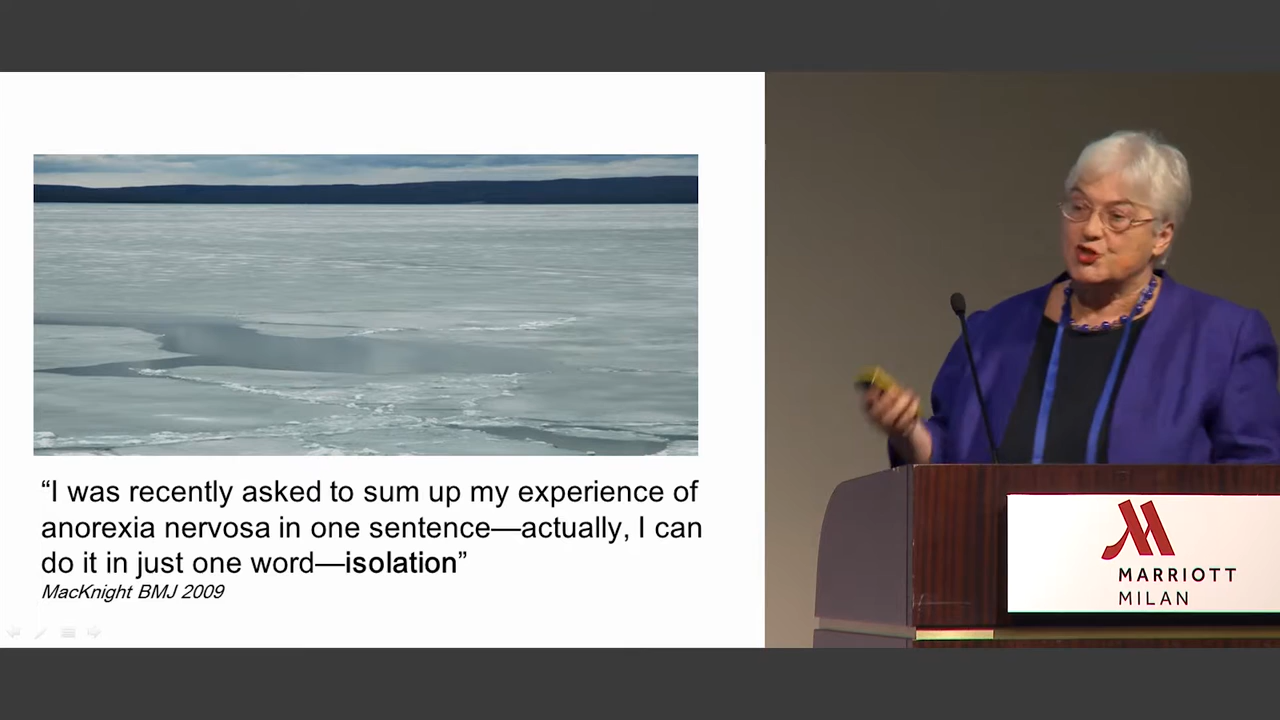 “I was recently asked to sum up my experience of
anorexia nervosa in one sentence—actually, I can
do it in just one word—isolation”
MacKnight BMJ 2009
MARRIOTT
MILAN